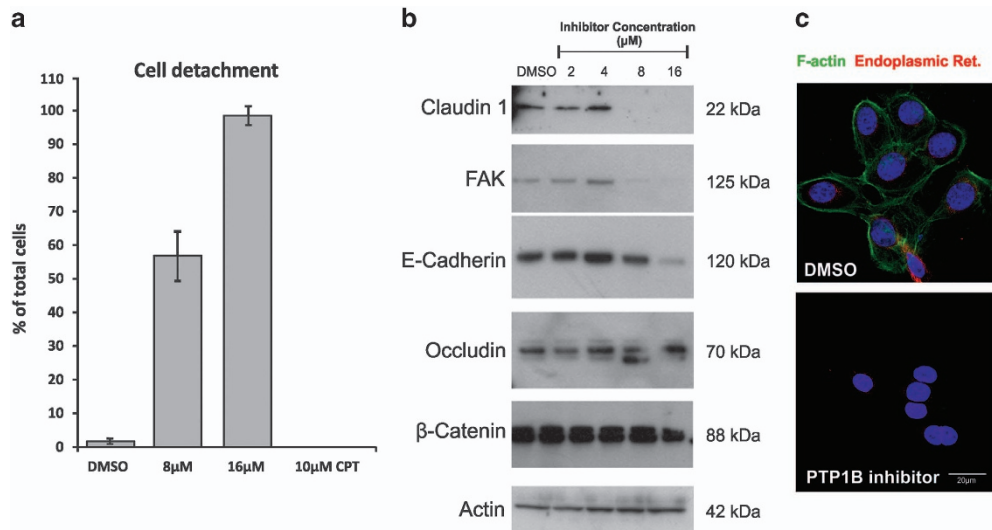 a
Cell detachment
% of total cells
110
100
90
80
70
60
50
40
30
20
10
0
DMSO 8µM 16µM 10µM CPT
b
Inhibitor Concentration
(µM)
DMSO 2 4 8 16
Claudin 1 22 kDa
FAK 125 kDa
E-Cadherin 120 kDa
Occludin 70 kDa
β-Catenin 88 kDa
Actin 42 kDa
c
F-actin Endoplasmic Ret.
DMSO
PTP1B inhibitor
20µm